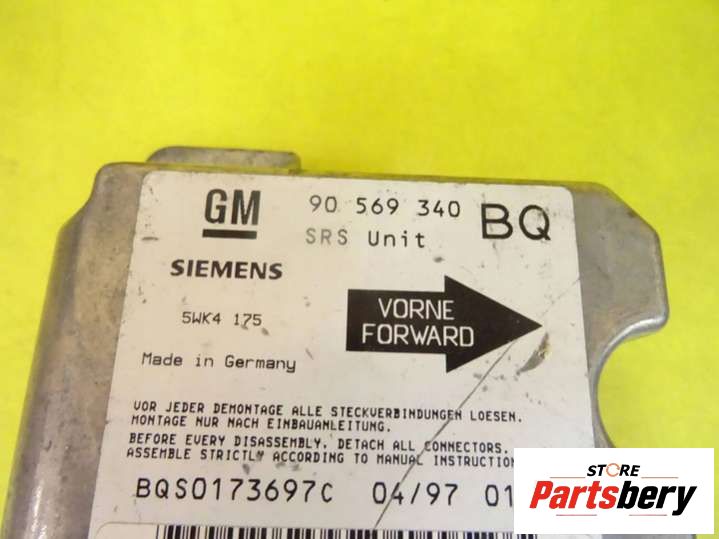 GM 90 569 340 BQ
SRS Unit
SIEMENS
5WK4 175
VORNE
FORWARD
Made in Germany
VOR JEDER DEMONTAGE ALLE STECKVERBINDUNGEN LOESEN.
MONTAGE NUR NACH EINBAUANLEITUNG.
BEFORE EVERY DISASSEMBLY, DETACH ALL CONNECTORS.
ASSEMBLE STRICTLY ACCORDING TO MANUAL INSTRUCTION
BQS0173697C 04/97 01
STORE
Partsbery